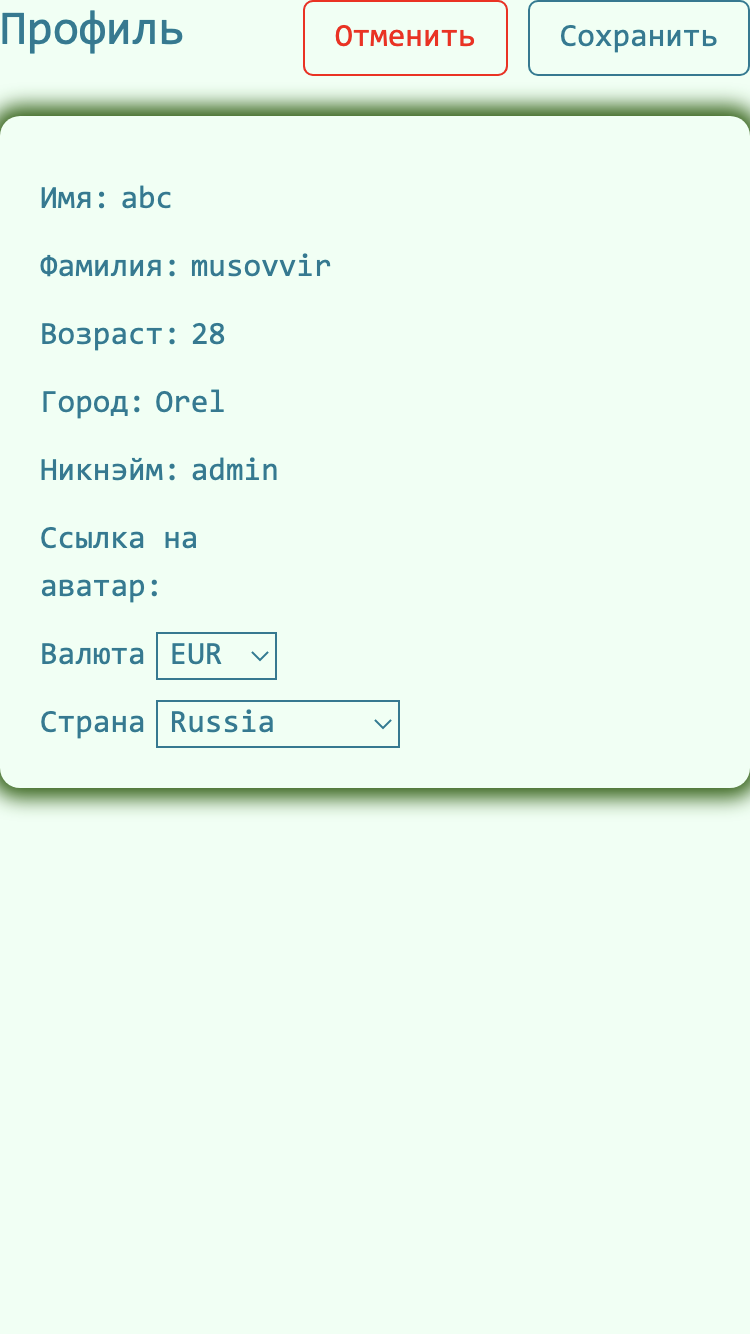 Профиль
Отменить
Сохранить
Имя: abc
Фамилия: musovvir
Возраст: 28
Город: Orel
Никнэйм: admin
Ссылка на
аватар:
Валюта EUR
Страна Russia